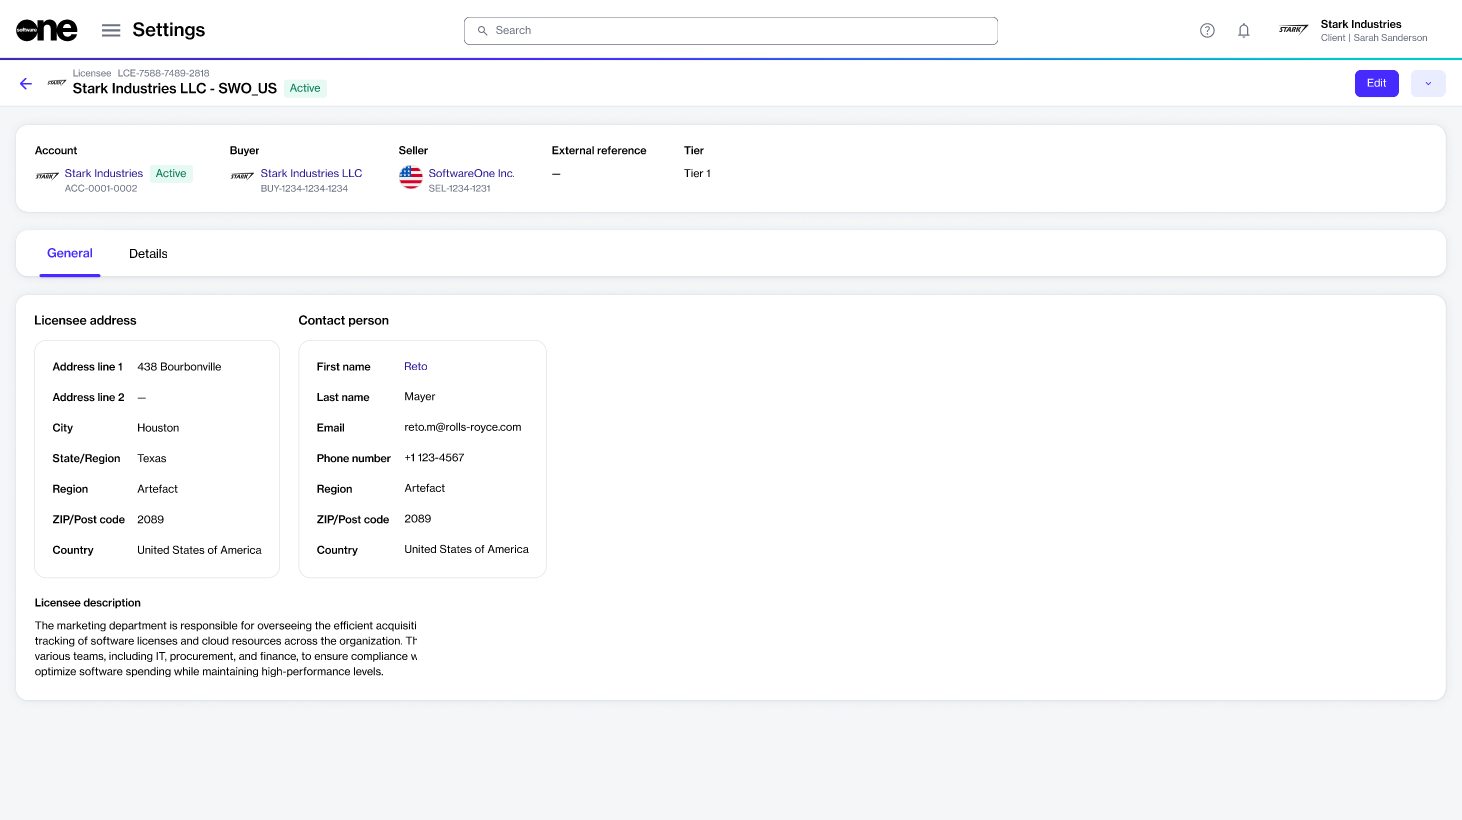 software one
Settings
Search
STARK
Stark Industries
Client | Sarah Sanderson
STARK
Licensee LCE-7588-7489-2818
Stark Industries LLC - SWO_US Active
Edit
Account
STARK Stark Industries Active
ACC-0001-0002
Buyer
STARK Stark Industries LLC
BUY-1234-1234-1234
Seller
SoftwareOne Inc.
SEL-1234-1231
External reference
—
Tier
Tier 1
General Details
Licensee address
Address line 1 438 Bourbonville
Address line 2 —
City Houston
State/Region Texas
Region Artefact
ZIP/Post code 2089
Country United States of America
Contact person
First name Reto
Last name Mayer
Email reto.m@rolls-royce.com
Phone number +1 123-4567
Region Artefact
ZIP/Post code 2089
Country United States of America
Licensee description
The marketing department is responsible for overseeing the efficient acquisiti
tracking of software licenses and cloud resources across the organization. Th
various teams, including IT, procurement, and finance, to ensure compliance w
optimize software spending while maintaining high-performance levels.